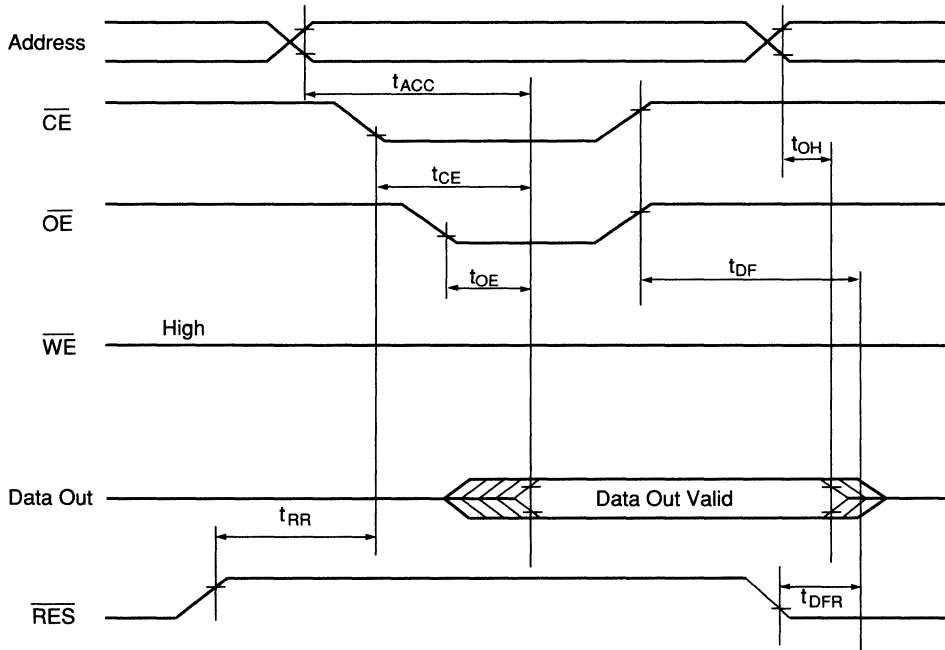 Address
tACC
CE
tOH
tCE
OE
tDF
tOE
High
WE
Data Out
Data Out Valid
tRR
RES
tDFR